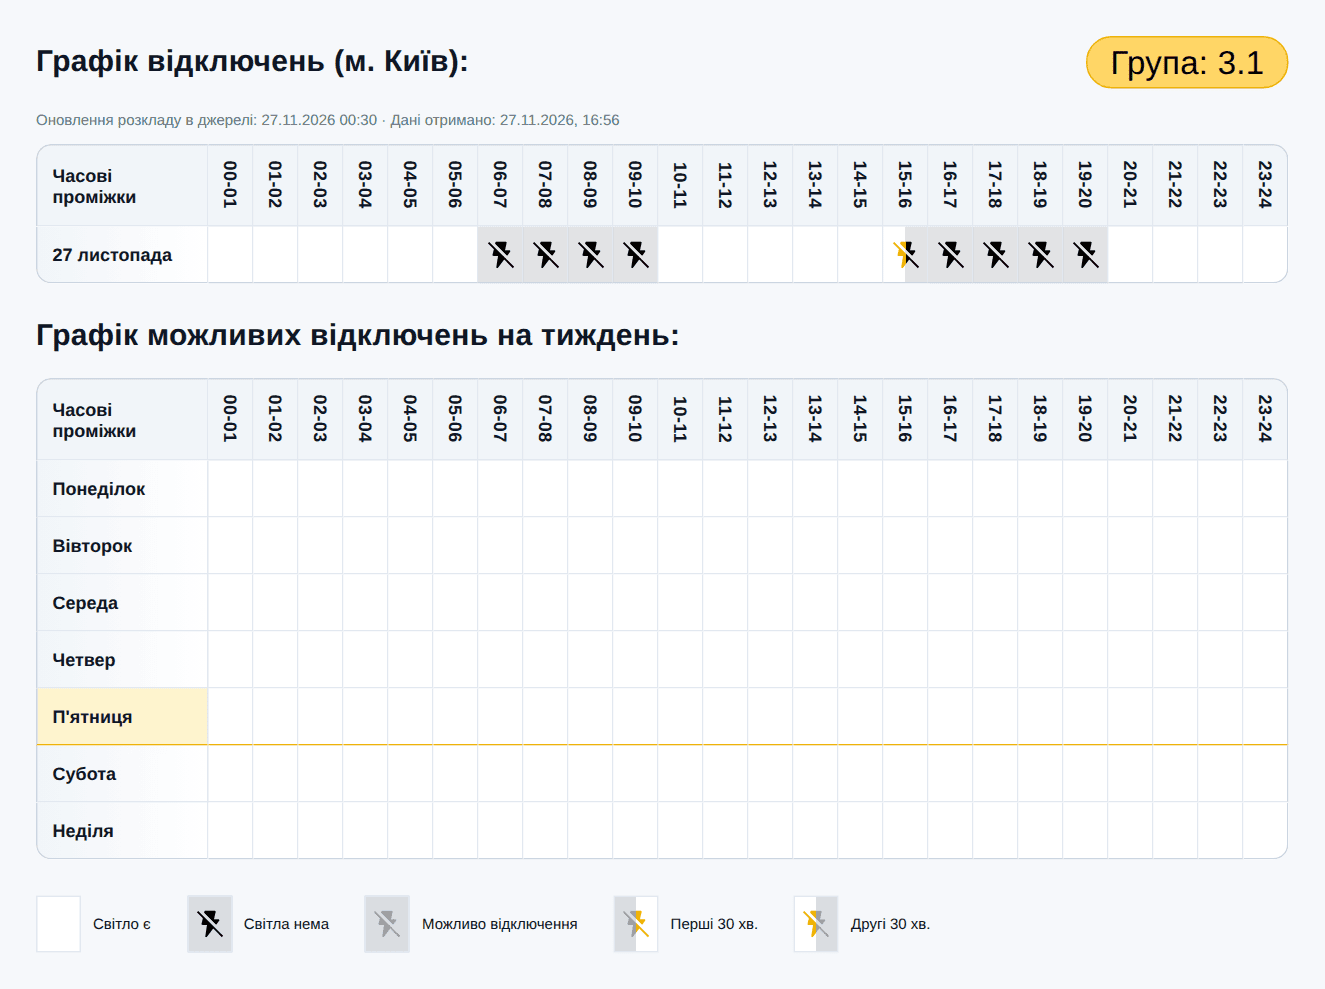 Графік відключень (м. Київ):
Група: 3.1
Оновлення розкладу в джерелі: 27.11.2026 00:30 · Дані отримано: 27.11.2026, 16:56
Часові
проміжки
00-01 01-02 02-03 03-04 04-05 05-06 06-07 07-08 08-09 09-10 10-11 11-12 12-13 13-14 14-15 15-16 16-17 17-18 18-19 19-20 20-21 21-22 22-23 23-24
27 листопада
Графік можливих відключень на тиждень:
Часові
проміжки
00-01 01-02 02-03 03-04 04-05 05-06 06-07 07-08 08-09 09-10 10-11 11-12 12-13 13-14 14-15 15-16 16-17 17-18 18-19 19-20 20-21 21-22 22-23 23-24
Понеділок
Вівторок
Середа
Четвер
П'ятниця
Субота
Неділя
Світло є Світла нема Можливо відключення Перші 30 хв. Другі 30 хв.